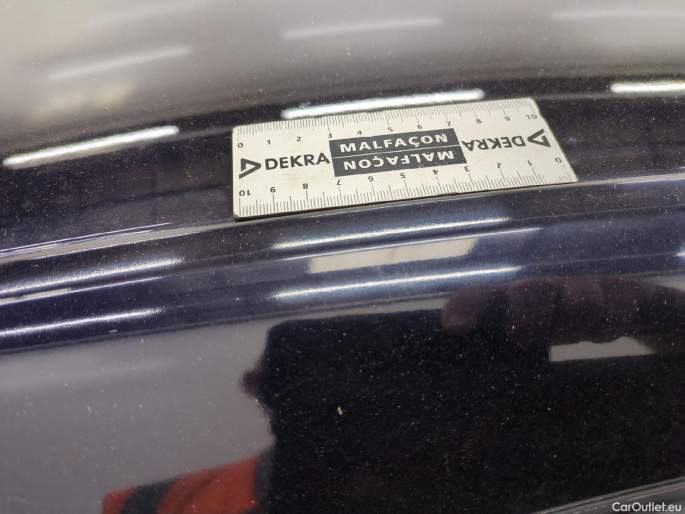 0 1 2 3 4 5 6 7 8 9 10
DEKRA MALFAÇON DEKRA
MALFAÇON
10 9 8 7 6 5 4 3 2 1 0
CarOutlet.eu